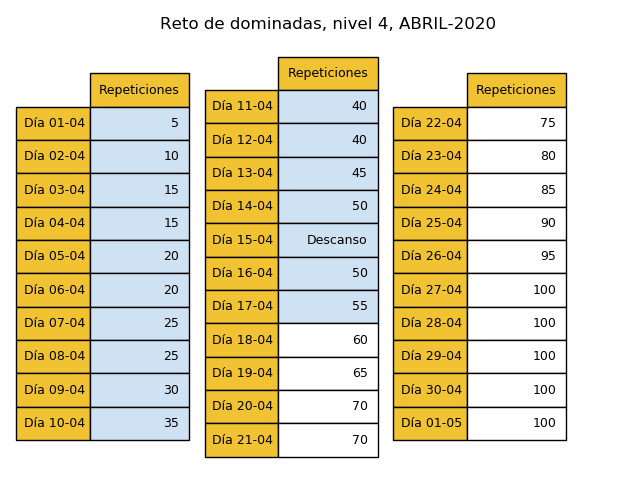 Reto de dominadas, nivel 4, ABRIL-2020
Repeticiones
Día 01-04 5
Día 02-04 10
Día 03-04 15
Día 04-04 15
Día 05-04 20
Día 06-04 20
Día 07-04 25
Día 08-04 25
Día 09-04 30
Día 10-04 35
Repeticiones
Día 11-04 40
Día 12-04 40
Día 13-04 45
Día 14-04 50
Día 15-04 Descanso
Día 16-04 50
Día 17-04 55
Día 18-04 60
Día 19-04 65
Día 20-04 70
Día 21-04 70
Repeticiones
Día 22-04 75
Día 23-04 80
Día 24-04 85
Día 25-04 90
Día 26-04 95
Día 27-04 100
Día 28-04 100
Día 29-04 100
Día 30-04 100
Día 01-05 100